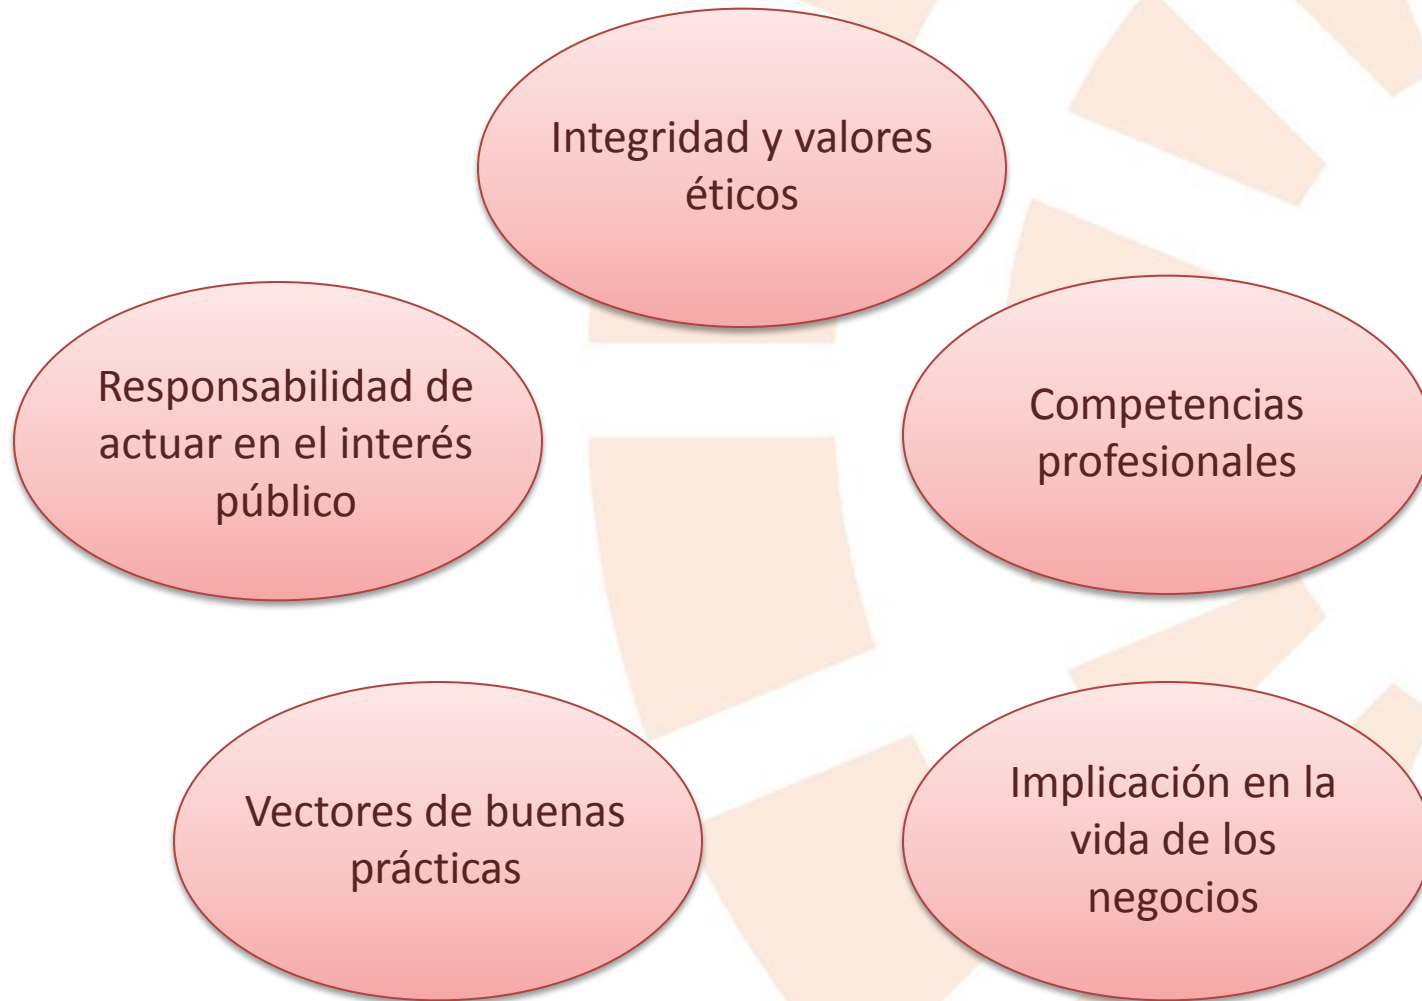 Integridad y valores
éticos
Responsabilidad de
actuar en el interés
público
Competencias
profesionales
Vectores de buenas
prácticas
Implicación en la
vida de los
negocios